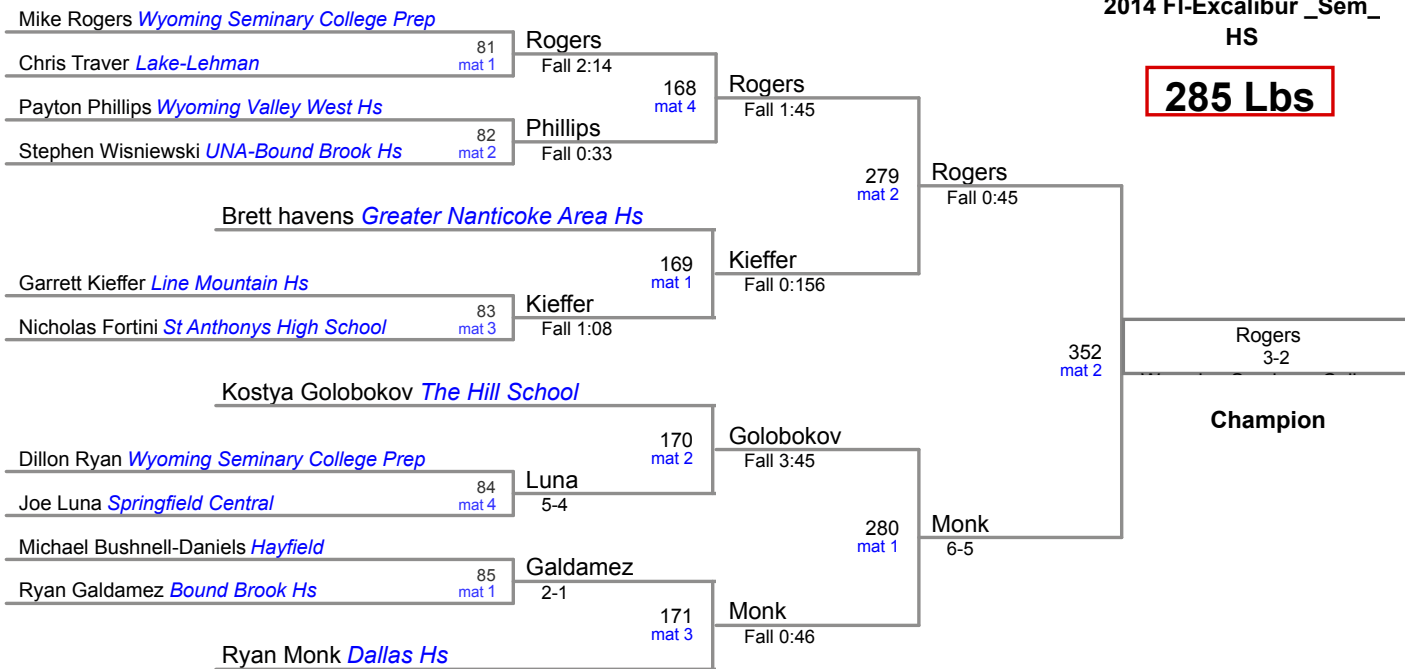 2014 FI-Excalibur _Sem_
HS
285 Lbs
Mike Rogers Wyoming Seminary College Prep
81
mat 1
Chris Traver Lake-Lehman
Rogers
Fall 2:14
168
mat 4
Payton Phillips Wyoming Valley West Hs
82
mat 2
Stephen Wisniewski UNA-Bound Brook Hs
Phillips
Fall 0:33
Rogers
Fall 1:45
279
mat 2
Brett havens Greater Nanticoke Area Hs
169
mat 1
Garrett Kieffer Line Mountain Hs
83
mat 3
Nicholas Fortini St Anthonys High School
Kieffer
Fall 1:08
Kieffer
Fall 0:156
Rogers
Fall 0:45
352
mat 2
Kostya Golobokov The Hill School
170
mat 2
Dillon Ryan Wyoming Seminary College Prep
84
mat 4
Joe Luna Springfield Central
Luna
5-4
Golobokov
Fall 3:45
280
mat 1
Michael Bushnell-Daniels Hayfield
85
mat 1
Ryan Galdamez Bound Brook Hs
Galdamez
2-1
171
mat 3
Ryan Monk Dallas Hs
Monk
Fall 0:46
Monk
6-5
Rogers
3-2
Champion